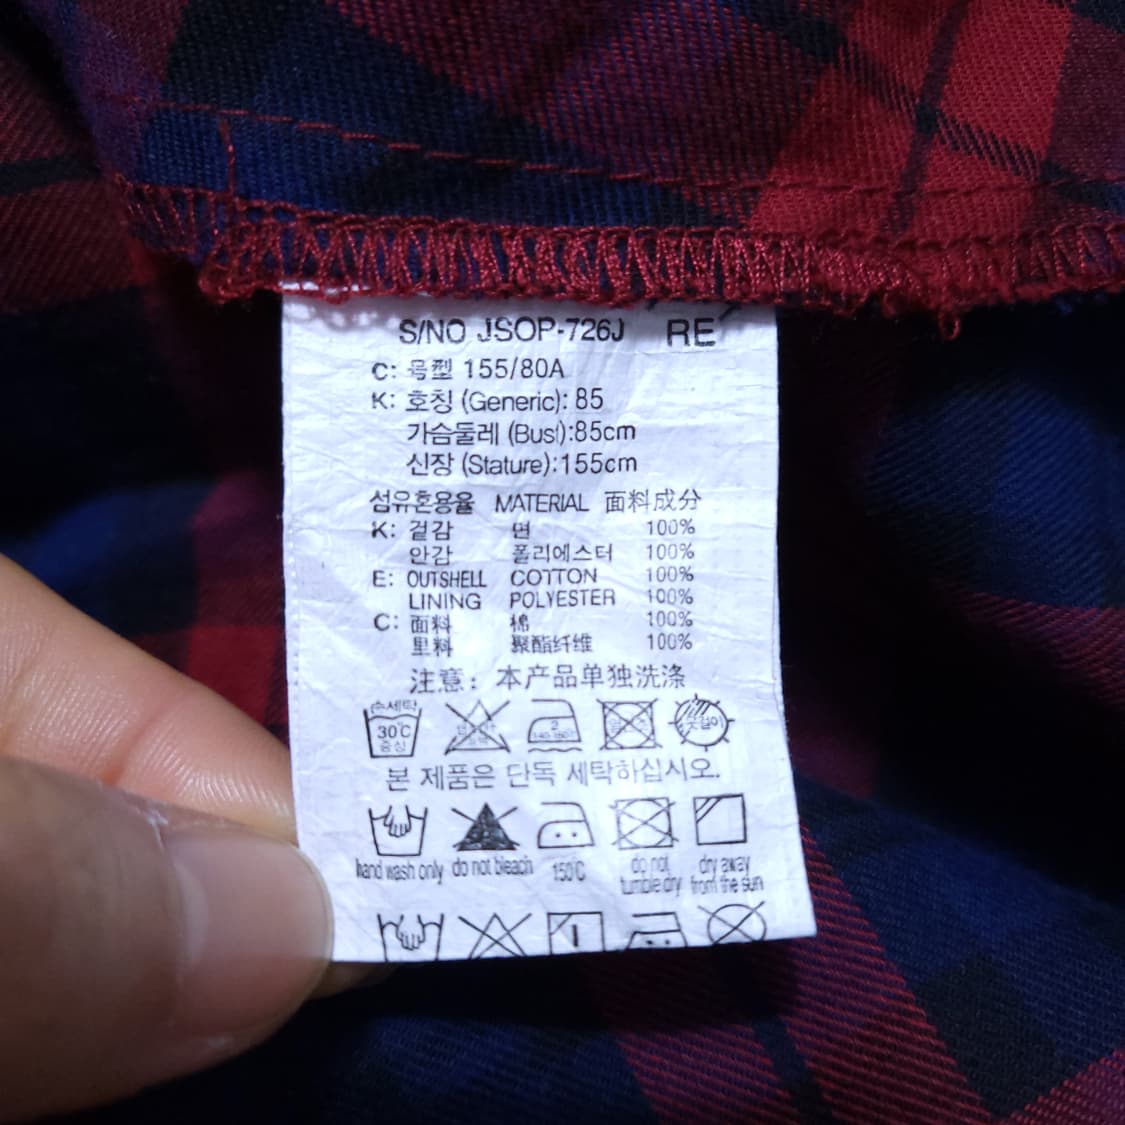 S/NO JSOP-726J RE
C: 号型 155/80A
K: 호칭 (Generic): 85
가슴둘레 (Bust):85cm
신장 (Stature):155cm
섬유혼용율 MATERIAL 面料成分
K: 겉감 면 100%
안감 폴리에스터 100%
E: OUTSHELL COTTON 100%
LINING POLYESTER 100%
C: 面料 棉 100%
里料 聚酯纤维 100%
注意: 本产品单独洗涤
손세탁
30℃
중성
2
본 제품은 단독 세탁하십시오.
hand wash only do not bleach 150℃ do not tumble dry dry away from the sun